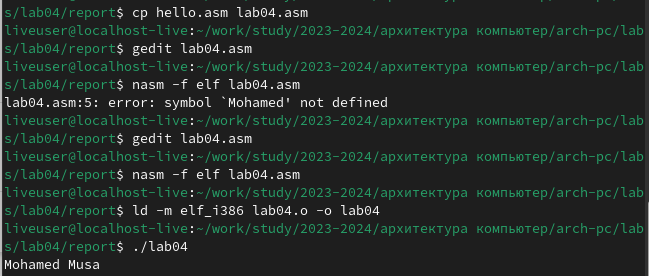 s/lab04/report$ cp hello.asm lab04.asm
liveuser@localhost-live:~/work/study/2023-2024/архитектура компьютер/arch-pc/lab
s/lab04/report$ gedit lab04.asm
liveuser@localhost-live:~/work/study/2023-2024/архитектура компьютер/arch-pc/lab
s/lab04/report$ nasm -f elf lab04.asm
lab04.asm:5: error: symbol `Mohamed' not defined
liveuser@localhost-live:~/work/study/2023-2024/архитектура компьютер/arch-pc/lab
s/lab04/report$ gedit lab04.asm
liveuser@localhost-live:~/work/study/2023-2024/архитектура компьютер/arch-pc/lab
s/lab04/report$ nasm -f elf lab04.asm
liveuser@localhost-live:~/work/study/2023-2024/архитектура компьютер/arch-pc/lab
s/lab04/report$ ld -m elf_i386 lab04.o -o lab04
liveuser@localhost-live:~/work/study/2023-2024/архитектура компьютер/arch-pc/lab
s/lab04/report$ ./lab04
Mohamed Musa